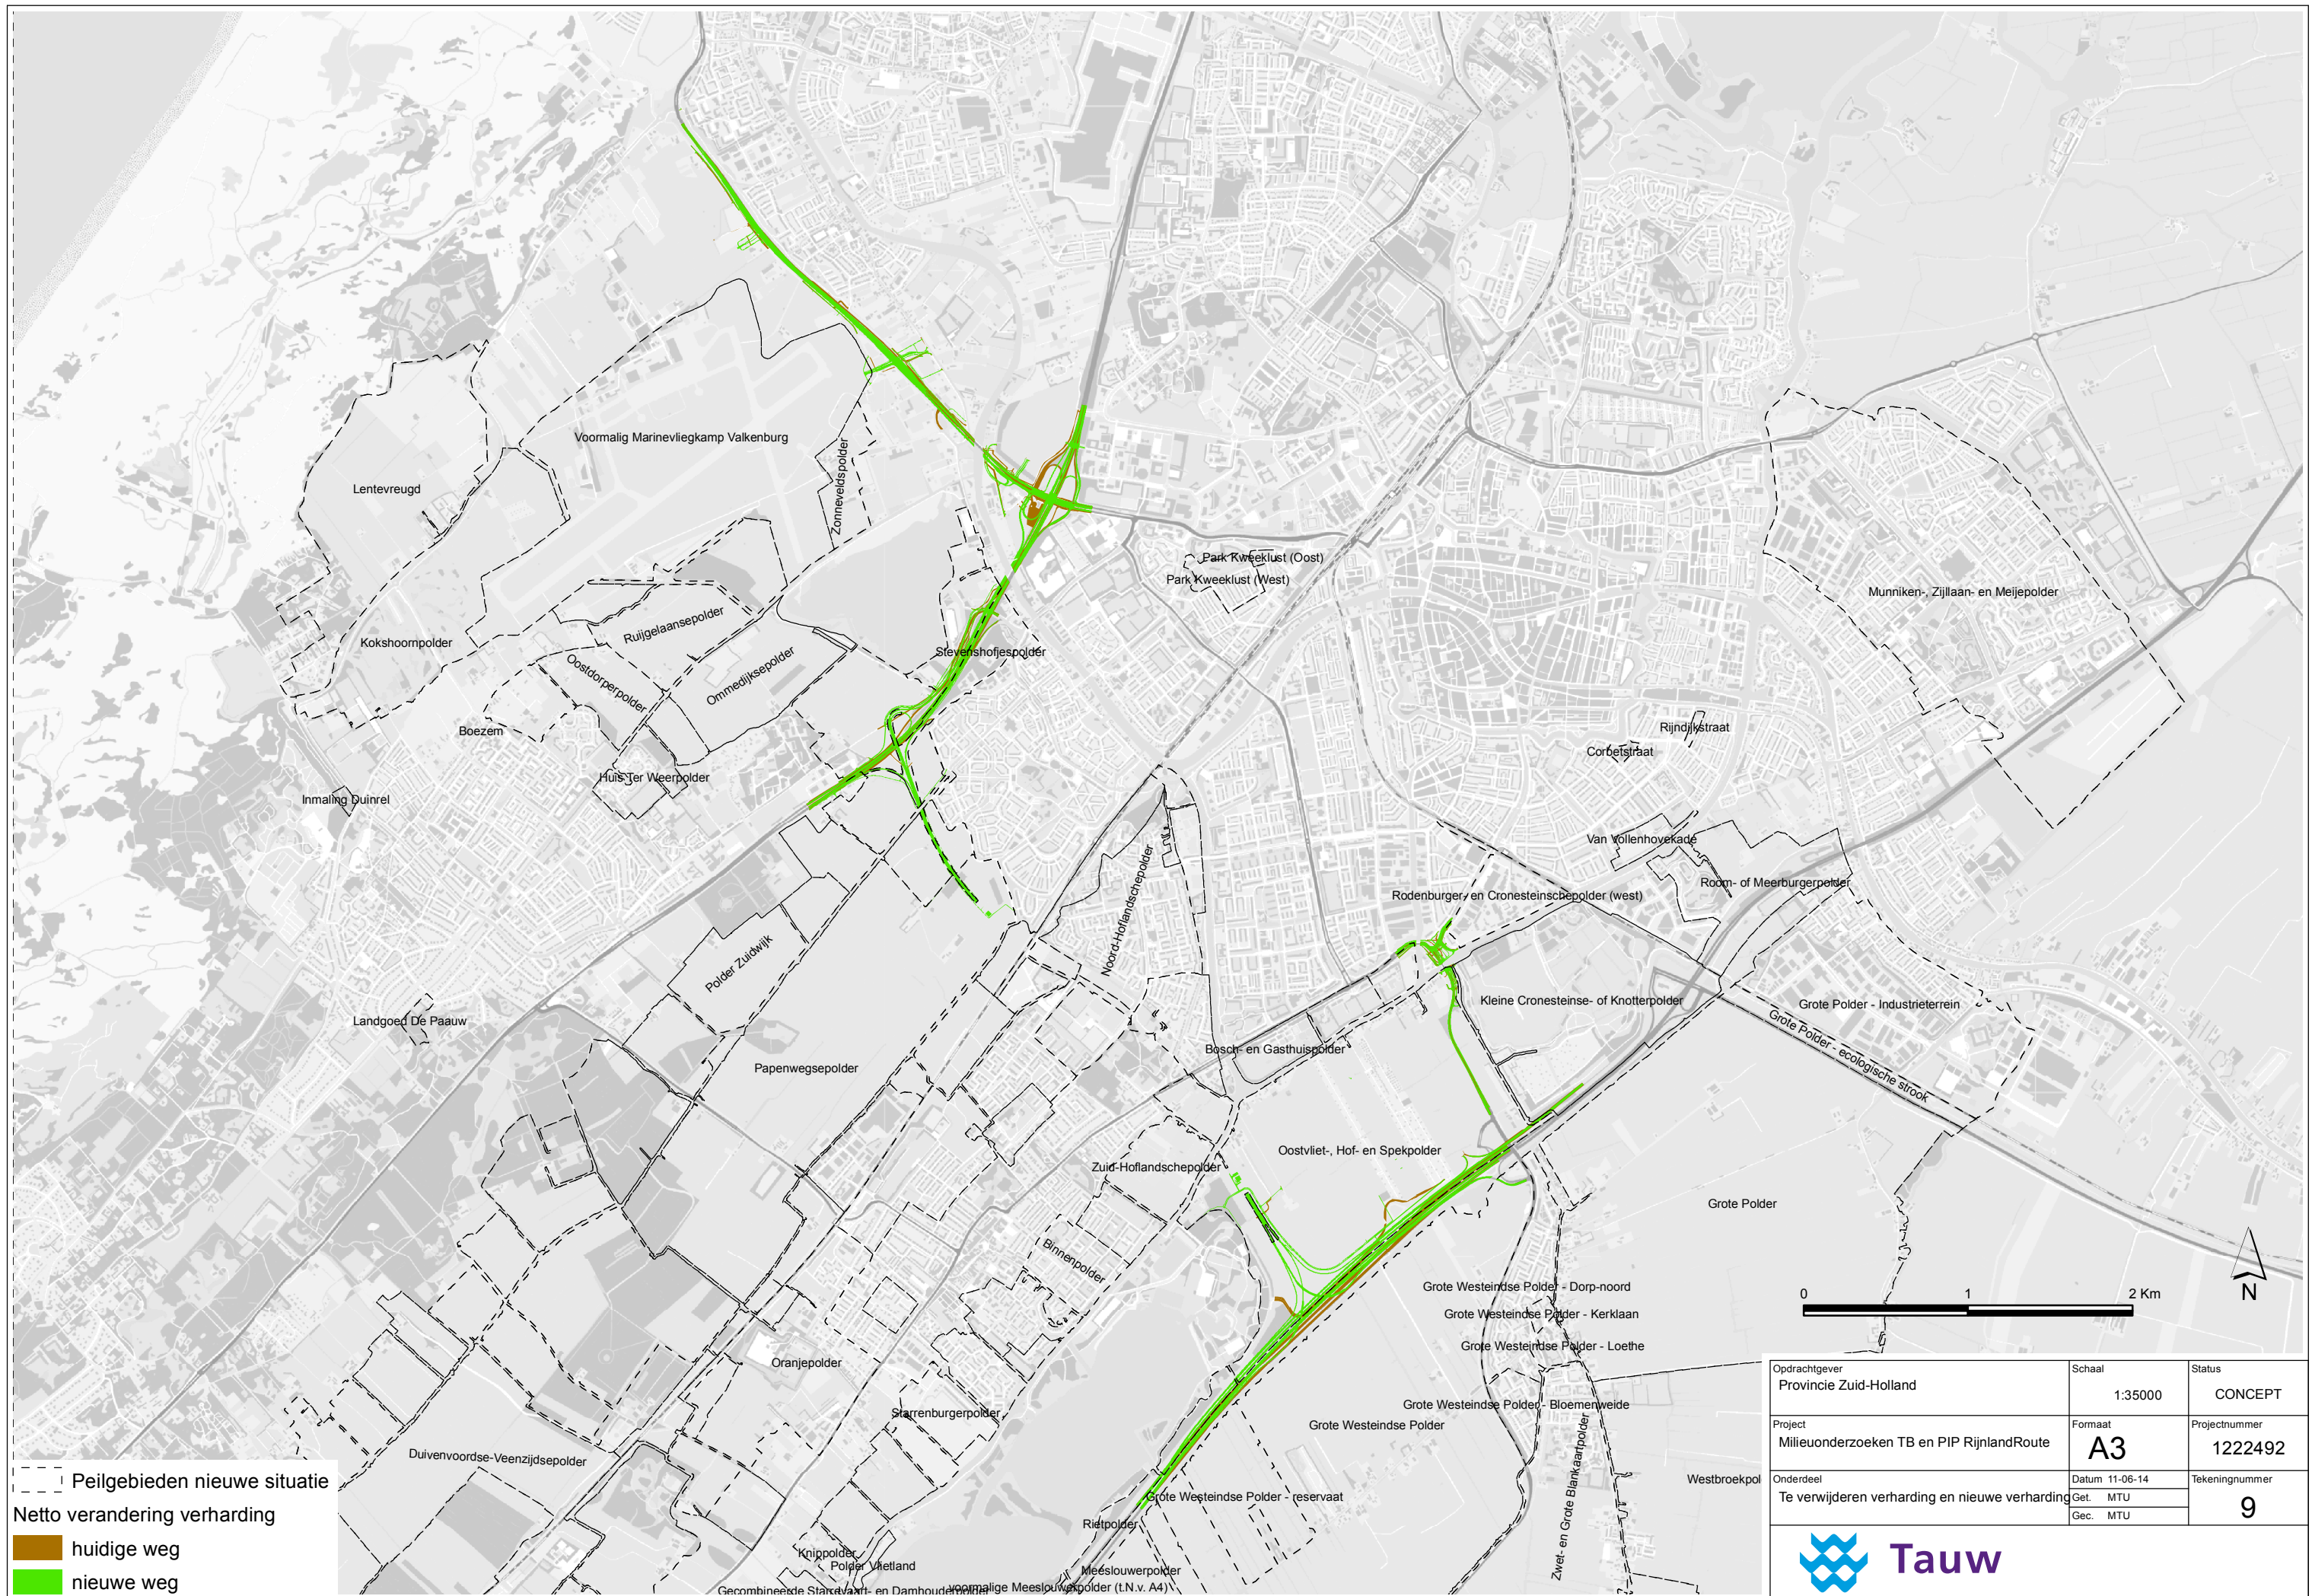 Voormalig Marinevliegkamp Valkenburg
Zonneveldspolder
Lentevreugd
Park Kweeklust (Oost)
Park Kweeklust (West)
Munniken-, Zijllaan- en Meijepolder
Ruijgelaansepolder
Kokshoornpolder
Stevenshofjespolder
Oostdorperpolder
Ommedijksepolder
Boezem
Rijndijkstraat
Corbetstraat
Huis Ter Weerpolder
Inmaling Duinrel
Van Vollenhovekade
Room- of Meerburgerpolder
Rodenburger- en Cronesteinschepolder (west)
Noord-Hoflandschepolder
Polder Zuidwijk
Kleine Cronesteinse- of Knotterpolder
Grote Polder - Industrieterrein
Grote Polder - ecologische strook
Landgoed De Paauw
Bosch- en Gasthuispolder
Papenwegsepolder
Oostvliet-, Hof- en Spekpolder
Zuid-Hoflandschepolder
Grote Polder
Binnenpolder
Grote Westeindse Polder - Dorp-noord
Grote Westeindse Polder - Kerklaan
Grote Westeindse Polder - Loethe
Oranjepolder
Grote Westeindse Polder - Bloemenweide
Starrenburgerpolder
Grote Westeindse Polder
Duivenvoordse-Veenzijdsepolder
Westbroekpol
Zwet- en Grote Blankaartpolder
Grote Westeindse Polder - reservaat
Rietpolder
Knippolder
Polder Vlietland
Meeslouwerpolder
voormalige Meeslouwerpolder (t.N.v. A4)
0 1 2 Km
N
Peilgebieden nieuwe situatie
Netto verandering verharding
huidige weg
nieuwe weg
Opdrachtgever
Provincie Zuid-Holland
Schaal
1:35000
Status
CONCEPT
Project
Milieuonderzoeken TB en PIP RijnlandRoute
Formaat
A3
Projectnummer
1222492
Onderdeel
Te verwijderen verharding en nieuwe verharding
Datum 11-06-14
Get. MTU
Gec. MTU
Tekeningnummer
9
Tauw